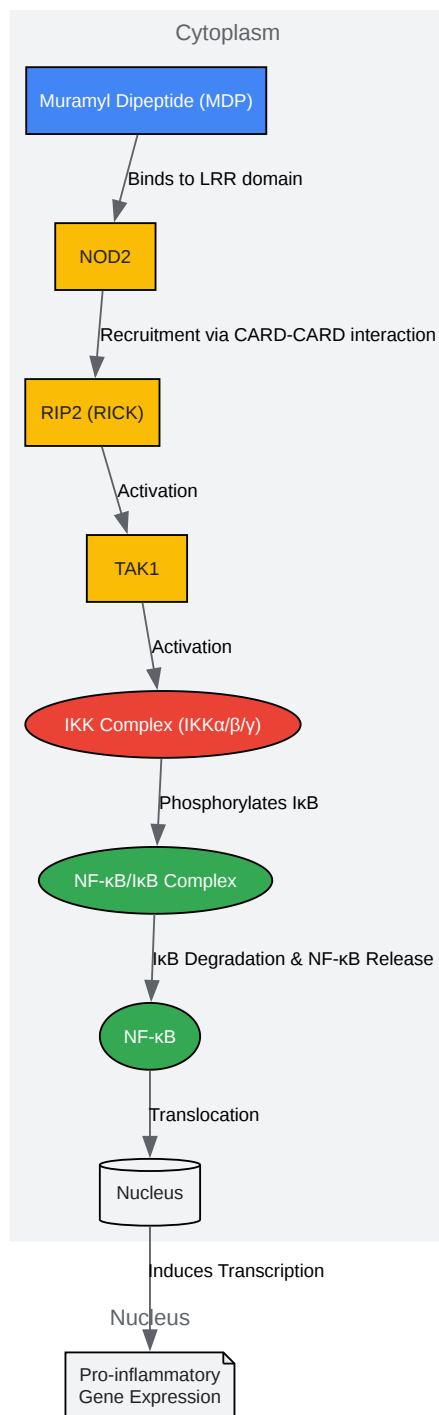 Cytoplasm
Muramyl Dipeptide (MDP)
Binds to LRR domain
NOD2
Recruitment via CARD-CARD interaction
RIP2 (RICK)
Activation
TAK1
Activation
IKK Complex (IKKα/β/γ)
Phosphorylates IκB
NF-κB/IκB Complex
IκB Degradation & NF-κB Release
NF-κB
Translocation
Nucleus
Induces Transcription
Nucleus
Pro-inflammatory
Gene Expression